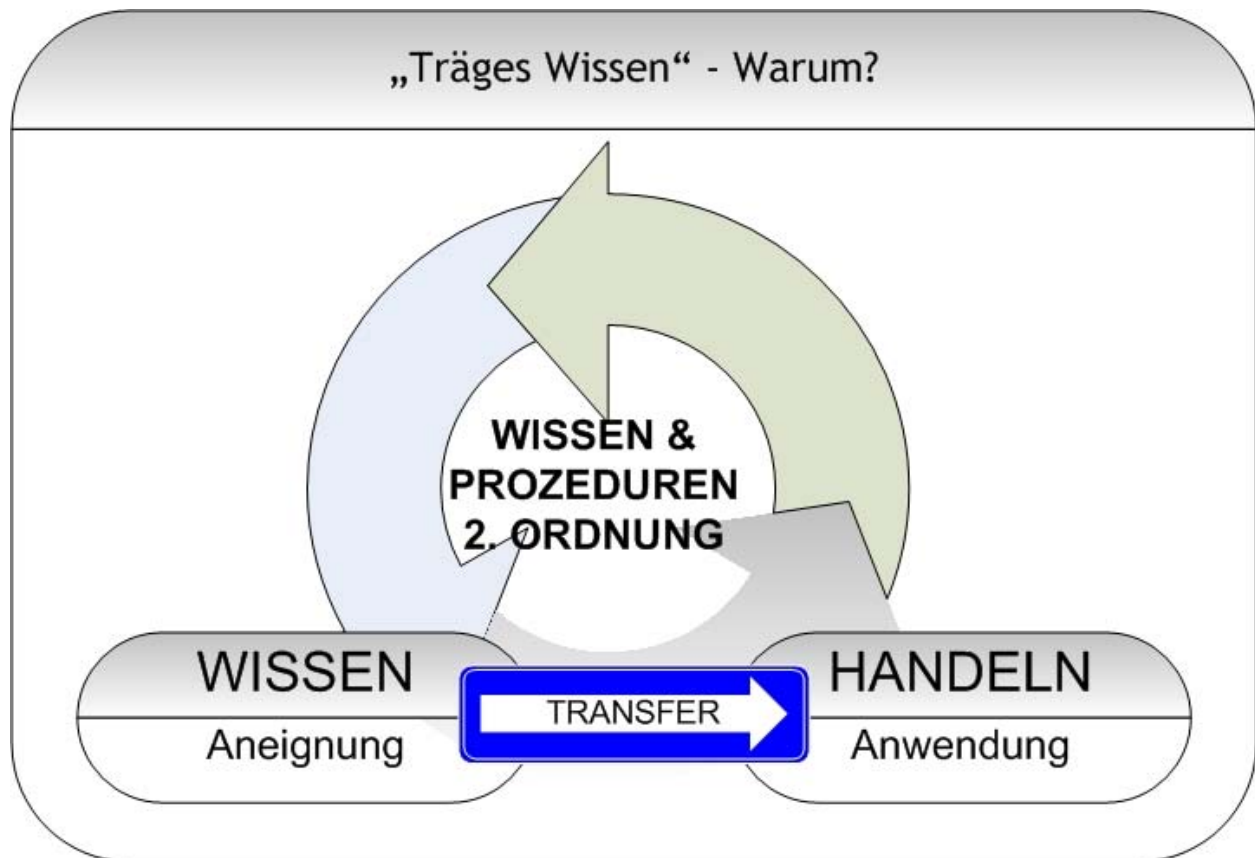 „Träges Wissen“ - Warum?
WISSEN &
PROZEDUREN
2. ORDNUNG
WISSEN
Aneignung
TRANSFER
HANDELN
Anwendung